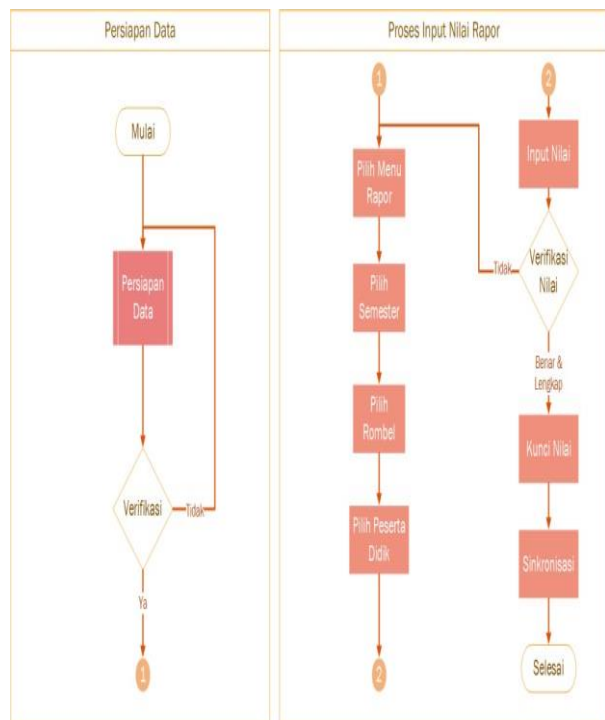 Persiapan Data
Mulai
Persiapan
Data
Verifikasi
Tidak
Ya
1
Proses Input Nilai Rapor
1
Pilih Menu
Rapor
Pilih
Semester
Pilih
Rombel
Pilih Peserta
Didik
2
2
Input Nilai
Verifikasi
Nilai
Tidak
Benar &
Lengkap
Kunci Nilai
Sinkronisasi
Selesai